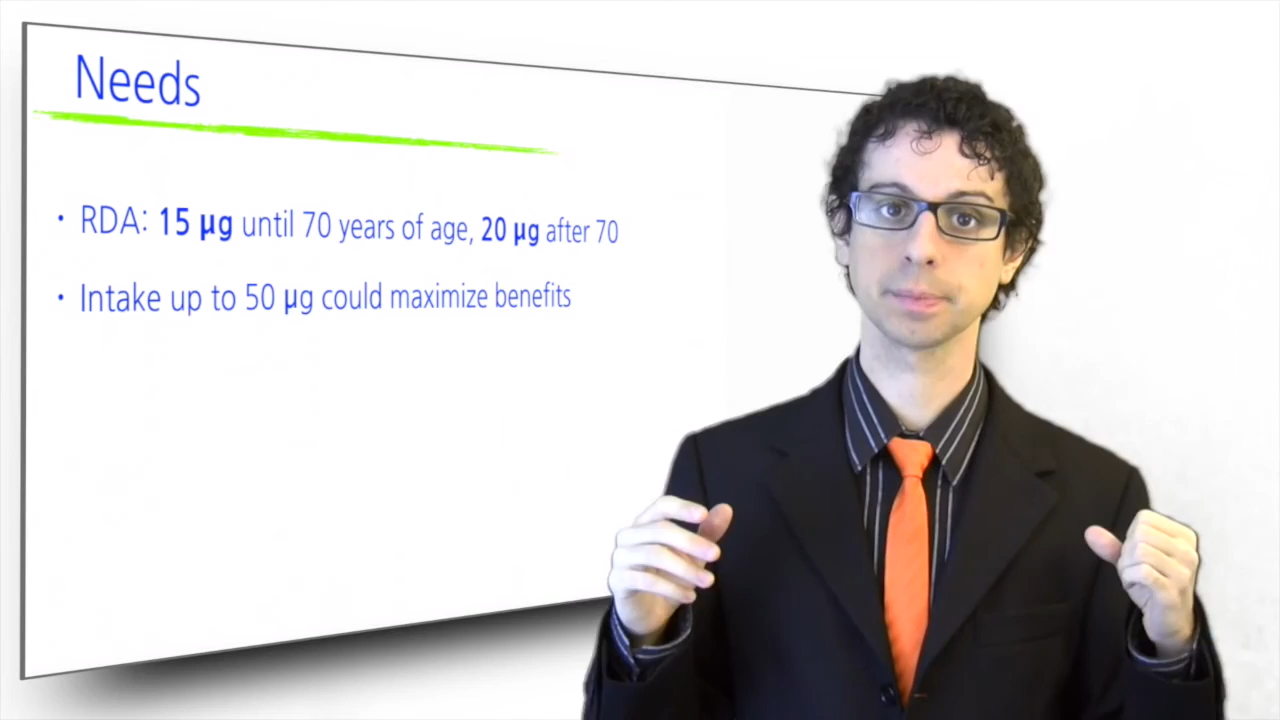 Needs
• RDA: 15 µg until 70 years of age, 20 µg after 70
• Intake up to 50 µg could maximize benefits